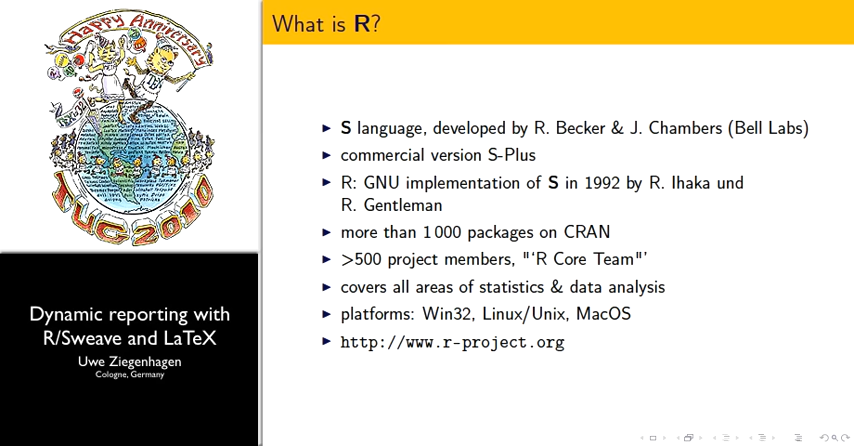 Happy Anniversary
TUG 2010
Dynamic reporting with
R/Sweave and LaTeX
Uwe Ziegenhagen
Cologne, Germany
What is R?
S language, developed by R. Becker & J. Chambers (Bell Labs)
commercial version S-Plus
R: GNU implementation of S in 1992 by R. Ihaka und
R. Gentleman
more than 1 000 packages on CRAN
>500 project members, "‘R Core Team"’
covers all areas of statistics & data analysis
platforms: Win32, Linux/Unix, MacOS
http://www.r-project.org